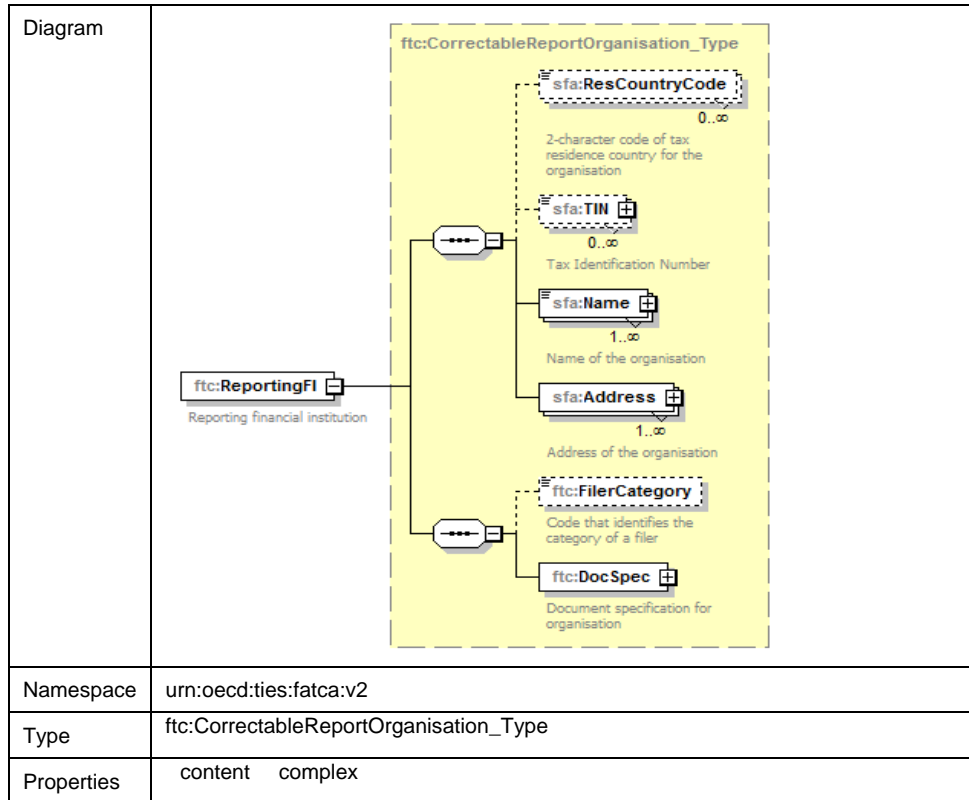 Diagram
ftc:CorrectableReportOrganisation_Type
sfa:ResCountryCode
0..∞
2-character code of tax
residence country for the
organisation
sfa:TIN
0..∞
Tax Identification Number
sfa:Name
1..∞
Name of the organisation
ftc:ReportingFI
Reporting financial institution
sfa:Address
1..∞
Address of the organisation
ftc:FilerCategory
Code that identifies the
category of a filer
ftc:DocSpec
Document specification for
organisation
Namespace urn:oecd:ties:fatca:v2
Type ftc:CorrectableReportOrganisation_Type
Properties content complex